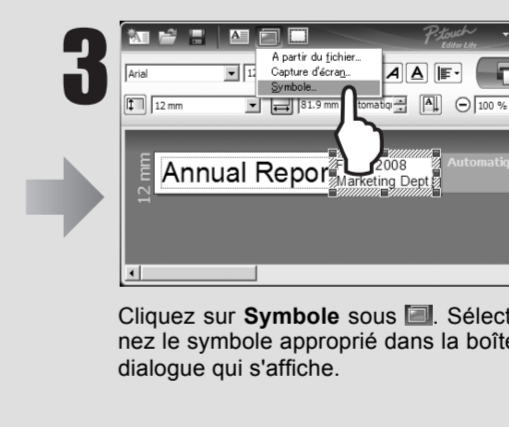 3
P-touch
Editor Lite
A partir du fichier...
Capture d'écran...
Symbole...
Arial
12 mm
81.9 mm
100 %
12 mm
Annual Repor
2008
Marketing Dept
Automatiq
Cliquez sur Symbole sous . Sélect
nez le symbole approprié dans la boîte
dialogue qui s'affiche.